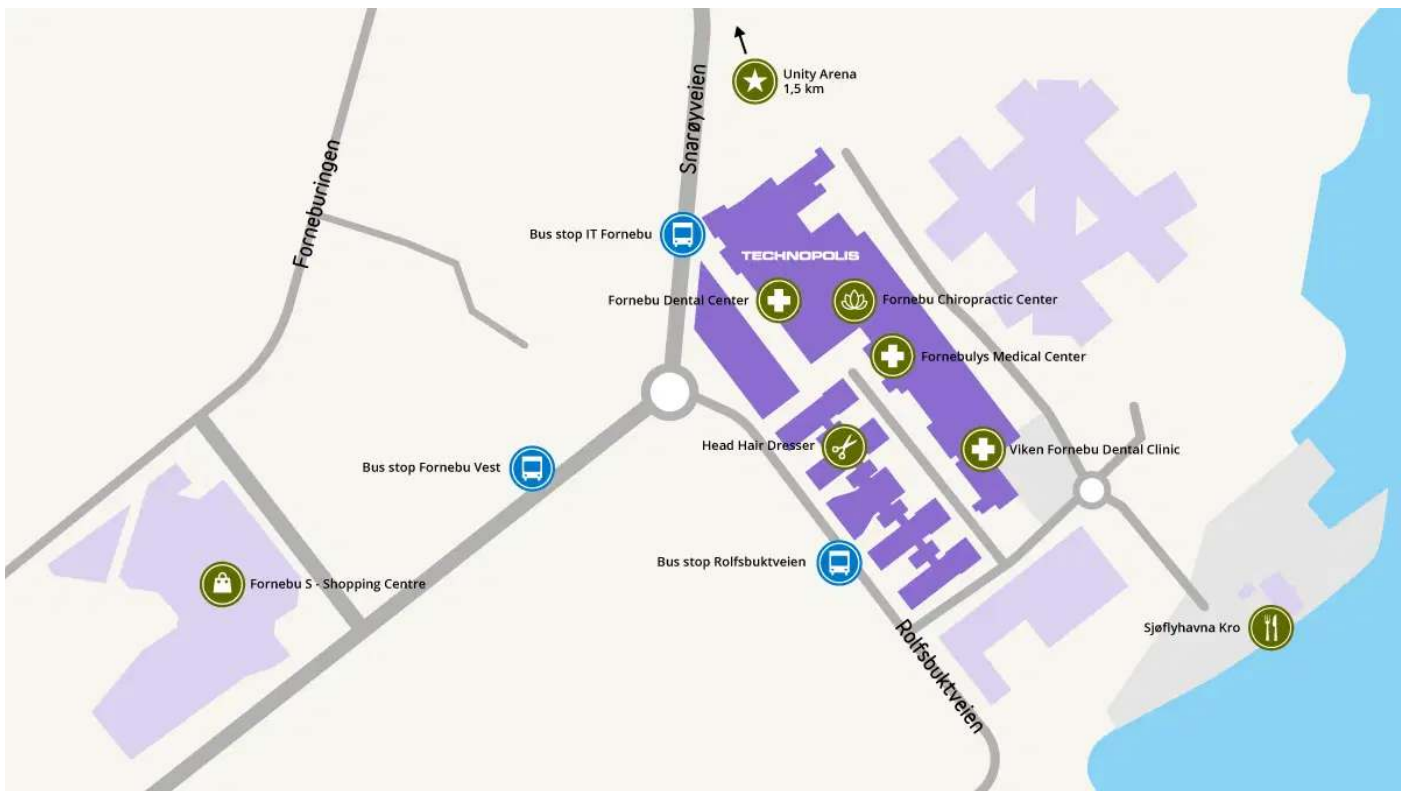 Unity Arena
1,5 km
Snarøyveien
Forneburingen
Bus stop IT Fornebu
TECHNOPOLIS
Fornebu Dental Center
Fornebu Chiropractic Center
Fornebulys Medical Center
Head Hair Dresser
Viken Fornebu Dental Clinic
Bus stop Fornebu Vest
Bus stop Rolfsbuktveien
Fornebu S - Shopping Centre
Sjøflyhavna Kro
Rolfsbuktveien